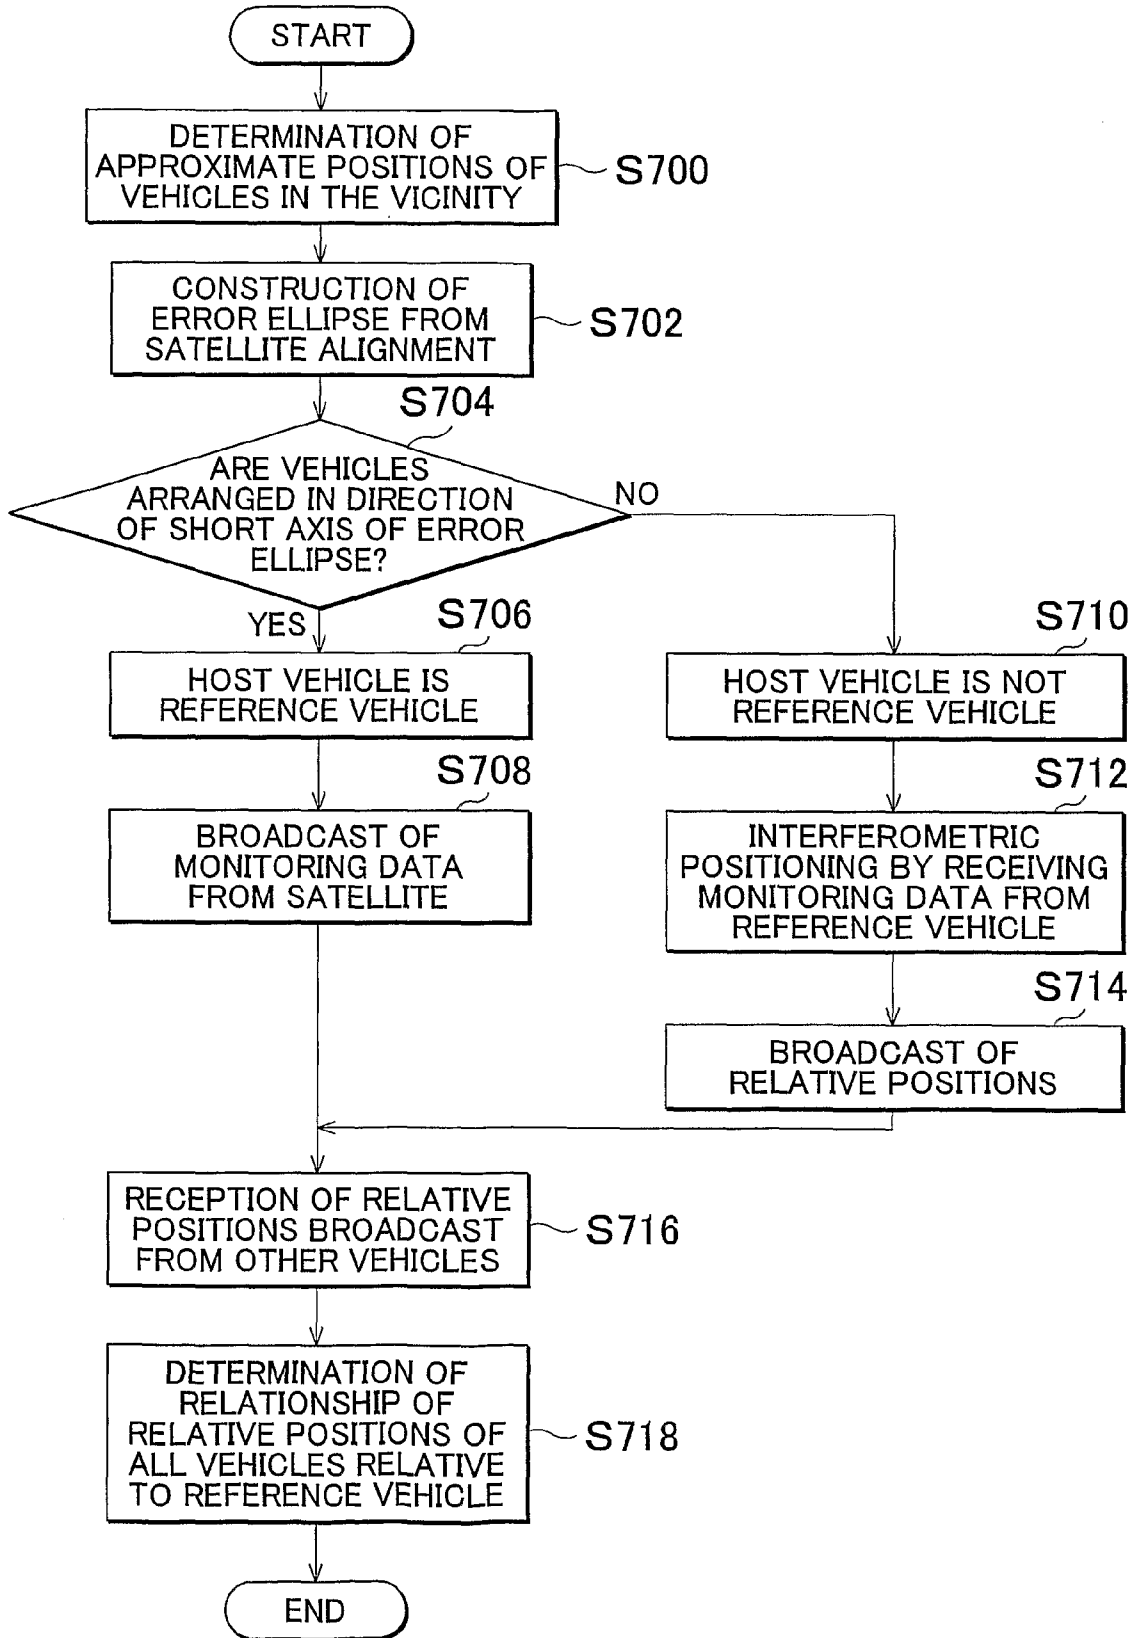 START
DETERMINATION OF
APPROXIMATE POSITIONS OF
VEHICLES IN THE VICINITY
S700
CONSTRUCTION OF
ERROR ELLIPSE FROM
SATELLITE ALIGNMENT
S702
S704
ARE VEHICLES
ARRANGED IN DIRECTION
OF SHORT AXIS OF ERROR
ELLIPSE?
NO
YES
S706
HOST VEHICLE IS
REFERENCE VEHICLE
S708
BROADCAST OF
MONITORING DATA
FROM SATELLITE
S710
HOST VEHICLE IS NOT
REFERENCE VEHICLE
S712
INTERFEROMETRIC
POSITIONING BY RECEIVING
MONITORING DATA FROM
REFERENCE VEHICLE
S714
BROADCAST OF
RELATIVE POSITIONS
RECEPTION OF RELATIVE
POSITIONS BROADCAST
FROM OTHER VEHICLES
S716
DETERMINATION OF
RELATIONSHIP OF
RELATIVE POSITIONS OF
ALL VEHICLES RELATIVE
TO REFERENCE VEHICLE
S718
END